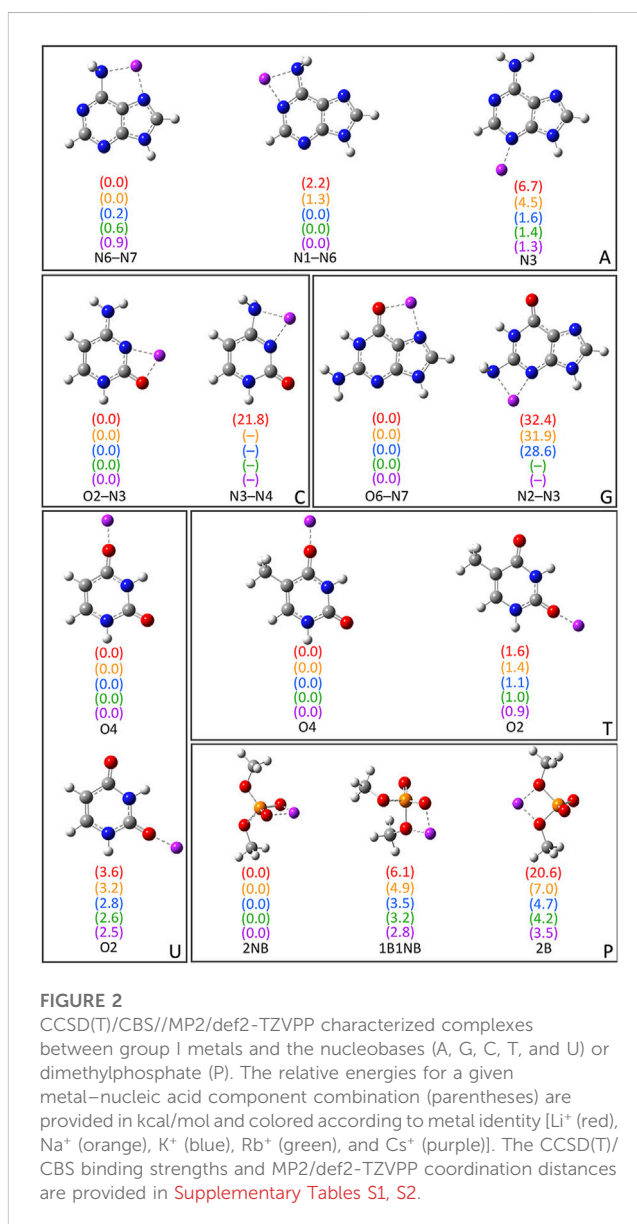 (0.0)
(0.0)
(0.2)
(0.6)
(0.9)
N6–N7
(2.2)
(1.3)
(0.0)
(0.0)
(0.0)
N1–N6
(6.7)
(4.5)
(1.6)
(1.4)
(1.3)
N3
A
(0.0)
(0.0)
(0.0)
(0.0)
(0.0)
O2–N3
(21.8)
(–)
(–)
(–)
(–)
N3–N4
C
(0.0)
(0.0)
(0.0)
(0.0)
(0.0)
O6–N7
(32.4)
(31.9)
(28.6)
(–)
(–)
N2–N3
G
(0.0)
(0.0)
(0.0)
(0.0)
(0.0)
O4
(3.6)
(3.2)
(2.8)
(2.6)
(2.5)
O2
U
(0.0)
(0.0)
(0.0)
(0.0)
(0.0)
O4
(1.6)
(1.4)
(1.1)
(1.0)
(0.9)
O2
T
(0.0)
(0.0)
(0.0)
(0.0)
(0.0)
2NB
(6.1)
(4.9)
(3.5)
(3.2)
(2.8)
1B1NB
(20.6)
(7.0)
(4.7)
(4.2)
(3.5)
2B
P
FIGURE 2
CCSD(T)/CBS//MP2/def2-TZVPP characterized complexes
between group I metals and the nucleobases (A, G, C, T, and U) or
dimethylphosphate (P). The relative energies for a given
metal–nucleic acid component combination (parentheses) are
provided in kcal/mol and colored according to metal identity [Li⁺ (red),
Na⁺ (orange), K⁺ (blue), Rb⁺ (green), and Cs⁺ (purple)]. The CCSD(T)/
CBS binding strengths and MP2/def2-TZVPP coordination distances
are provided in Supplementary Tables S1, S2.